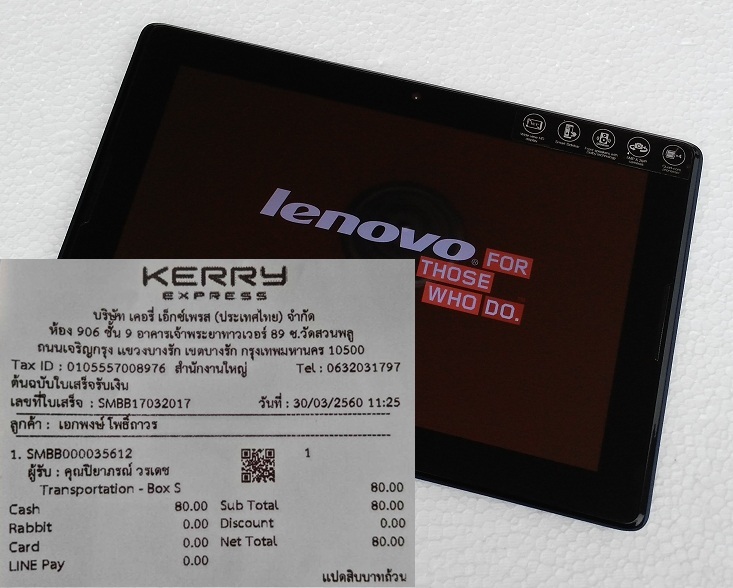 lenovo® FOR
THOSE
WHO DO.
KERRY
EXPRESS
บริษัท เคอรี่ เอ็กซ์เพรส (ประเทศไทย) จำกัด
ห้อง 906 ชั้น 9 อาคารเจ้าพระยาทาวเวอร์ 89 ซ.วัดสวนพลู
ถนนเจริญกรุง แขวงบางรัก เขตบางรัก กรุงเทพมหานคร 10500
Tax ID : 0105557008976 สำนักงานใหญ่ Tel : 0632031797
ต้นฉบับใบเสร็จรับเงิน
เลขที่ใบเสร็จ : SMBB17032017 วันที่ : 30/03/2560 11:25
ลูกค้า : เอกพงษ์ โพธิ์ถาวร
1. SMBB000035612 1
ผู้รับ : คุณปิยาภรณ์ วรเดช
Transportation - Box S 80.00
Cash 80.00 Sub Total 80.00
Rabbit 0.00 Discount 0.00
Card 0.00 Net Total 80.00
LINE Pay 0.00
แปดสิบบาทถ้วน